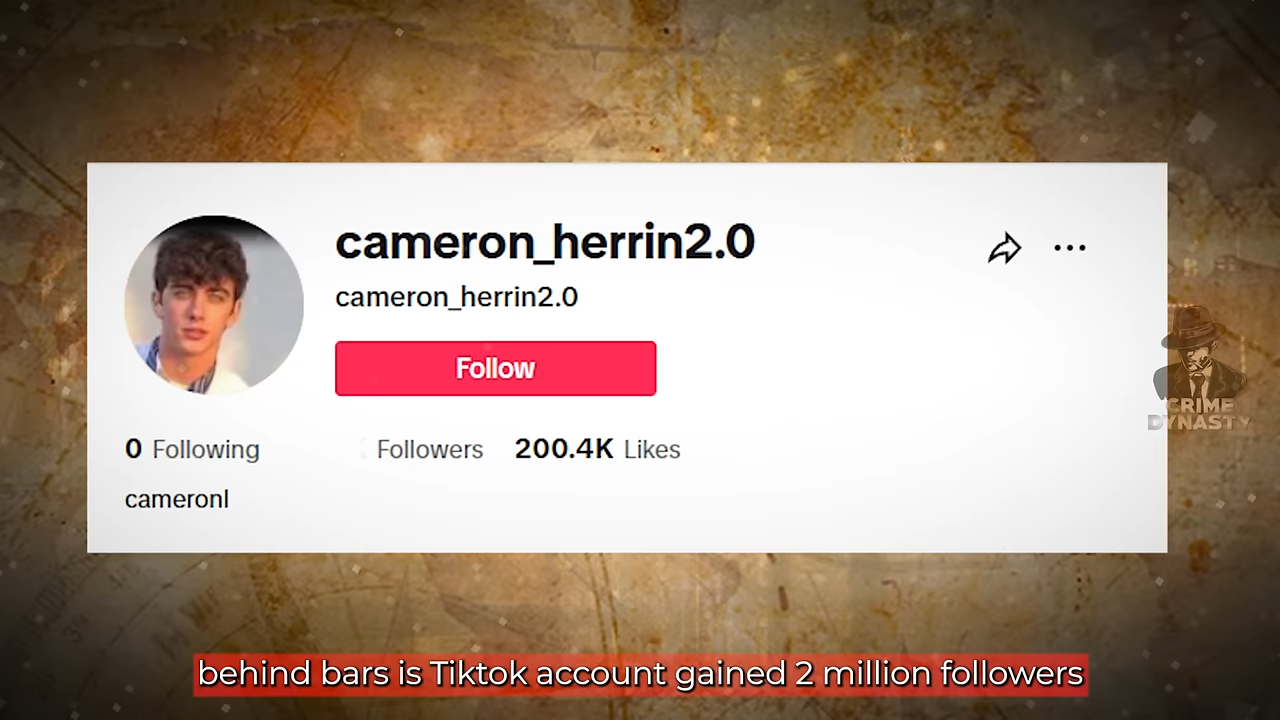 cameron_herrin2.0
cameron_herrin2.0
Follow
0 Following Followers 200.4K Likes
cameronl
CRIME
DYNASTY
behind bars is Tiktok account gained 2 million followers